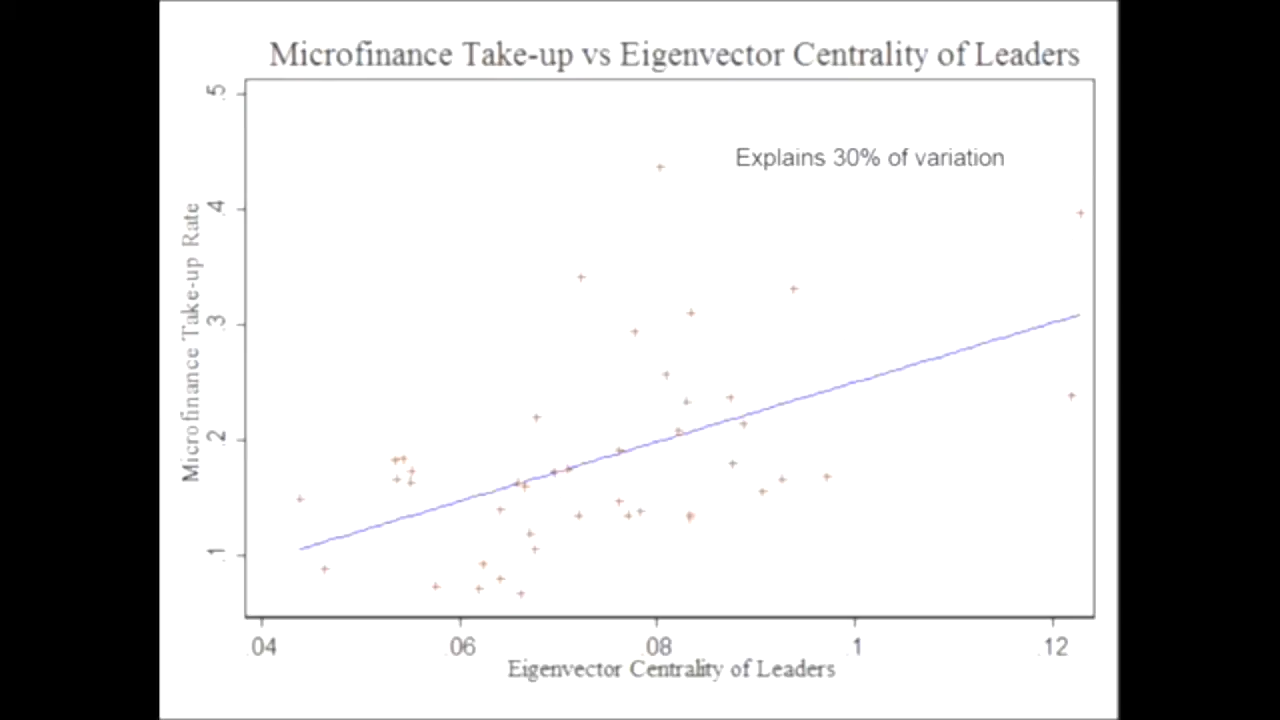 Microfinance Take-up vs Eigenvector Centrality of Leaders
Explains 30% of variation
Microfinance Take-up Rate
.5
.4
.3
.2
.1
.04 .06 .08 .1 .12
Eigenvector Centrality of Leaders